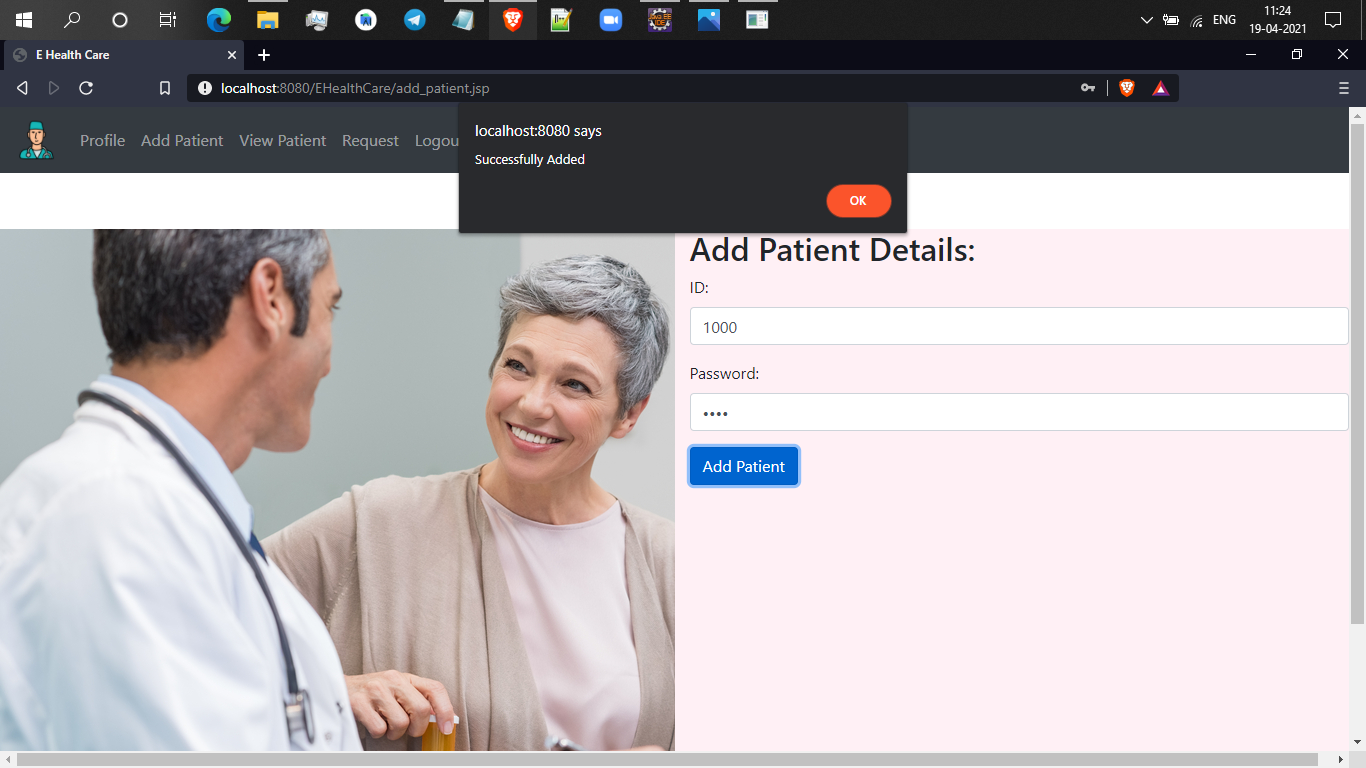 11:24
ENG
19-04-2021
E Health Care
localhost:8080/EHealthCare/add_patient.jsp
localhost:8080 says
Successfully Added
OK
Profile Add Patient View Patient Request Logou
Add Patient Details:
ID:
1000
Password:
••••
Add Patient